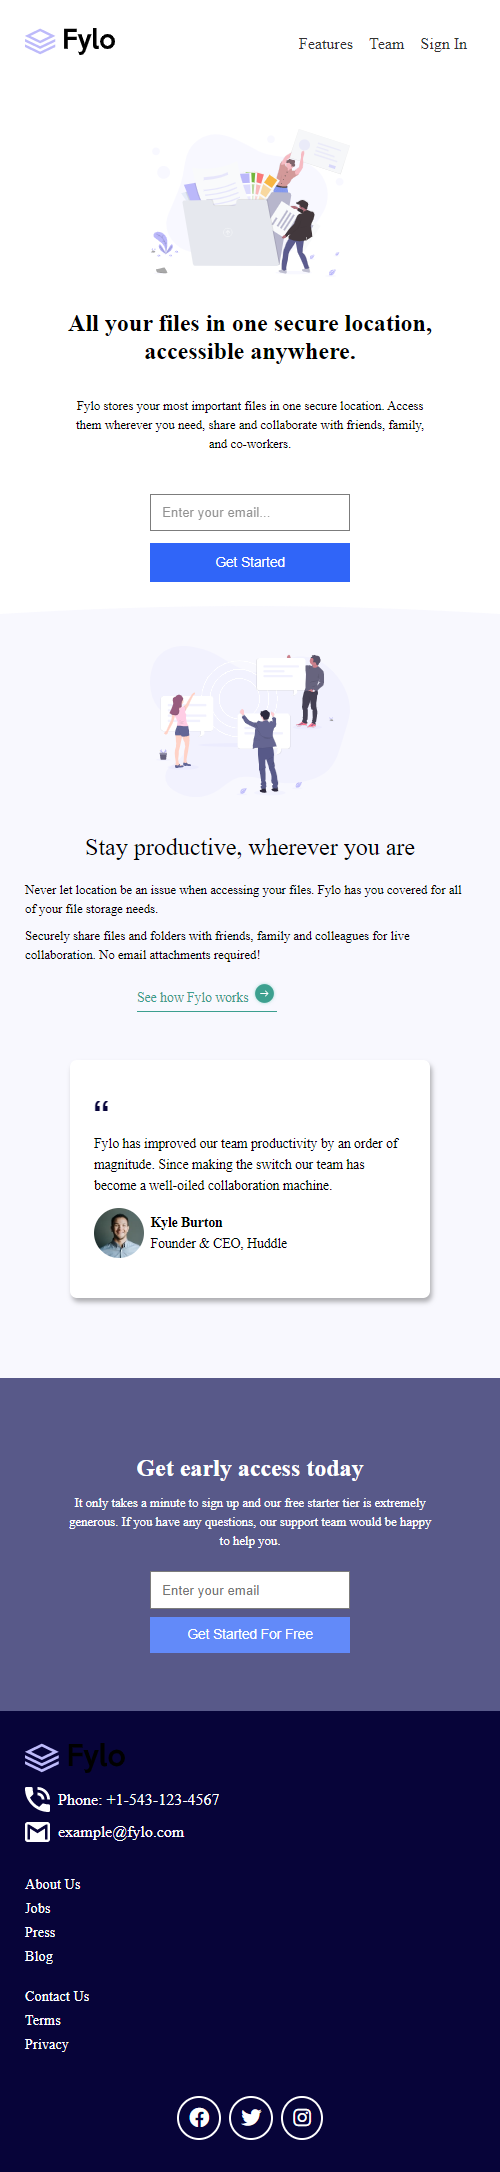 Fylo
Features Team Sign In
All your files in one secure location,
accessible anywhere.
Fylo stores your most important files in one secure location. Access
them wherever you need, share and collaborate with friends, family,
and co-workers.
Enter your email...
Get Started
Stay productive, wherever you are
Never let location be an issue when accessing your files. Fylo has you covered for all
of your file storage needs.
Securely share files and folders with friends, family and colleagues for live
collaboration. No email attachments required!
See how Fylo works
“
Fylo has improved our team productivity by an order of
magnitude. Since making the switch our team has
become a well-oiled collaboration machine.
Kyle Burton
Founder & CEO, Huddle
Get early access today
It only takes a minute to sign up and our free starter tier is extremely
generous. If you have any questions, our support team would be happy
to help you.
Enter your email
Get Started For Free
Fylo
Phone: +1-543-123-4567
example@fylo.com
About Us
Jobs
Press
Blog
Contact Us
Terms
Privacy